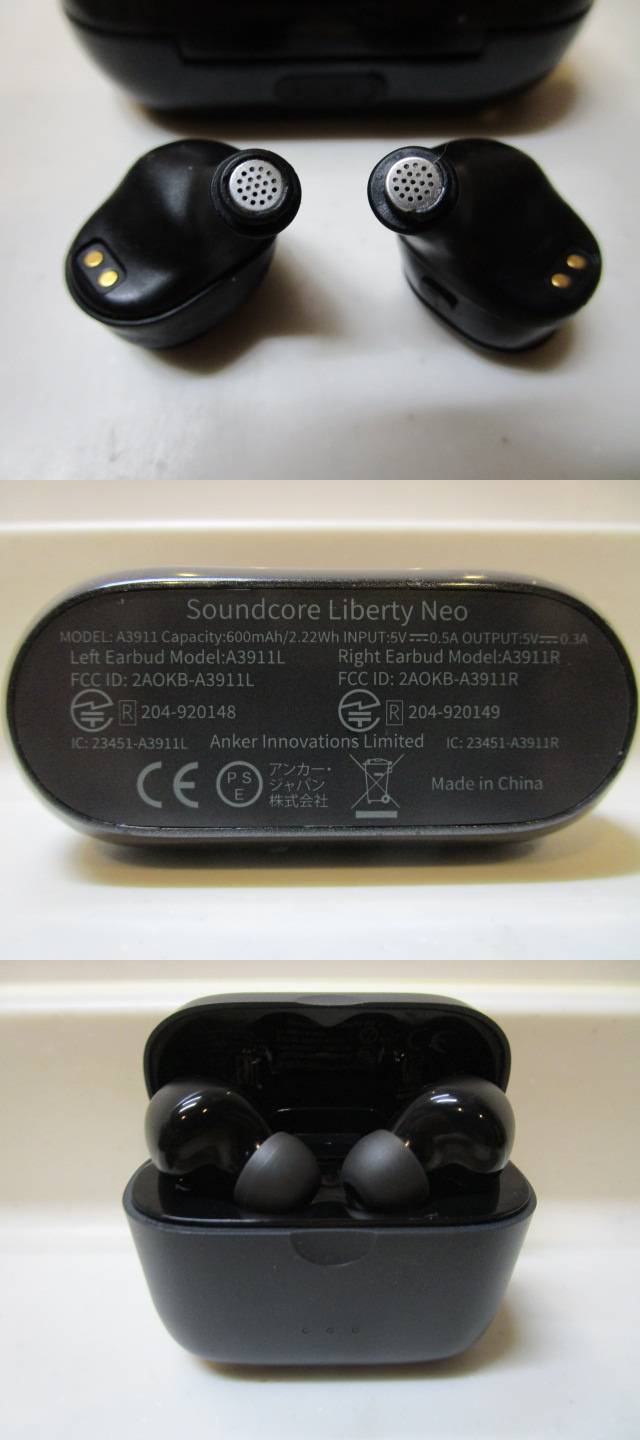 Soundcore Liberty Neo
MODEL: A3911 Capacity:600mAh/2.22Wh INPUT:5V⎓0.5A OUTPUT:5V⎓0.3A
Left Earbud Model:A3911L Right Earbud Model:A3911R
FCC ID: 2AOKB-A3911L FCC ID: 2AOKB-A3911R
R 204-920148 R 204-920149
IC: 23451-A3911L Anker Innovations Limited IC: 23451-A3911R
CE PSE アンカー・
ジャパン
株式会社
Made in China